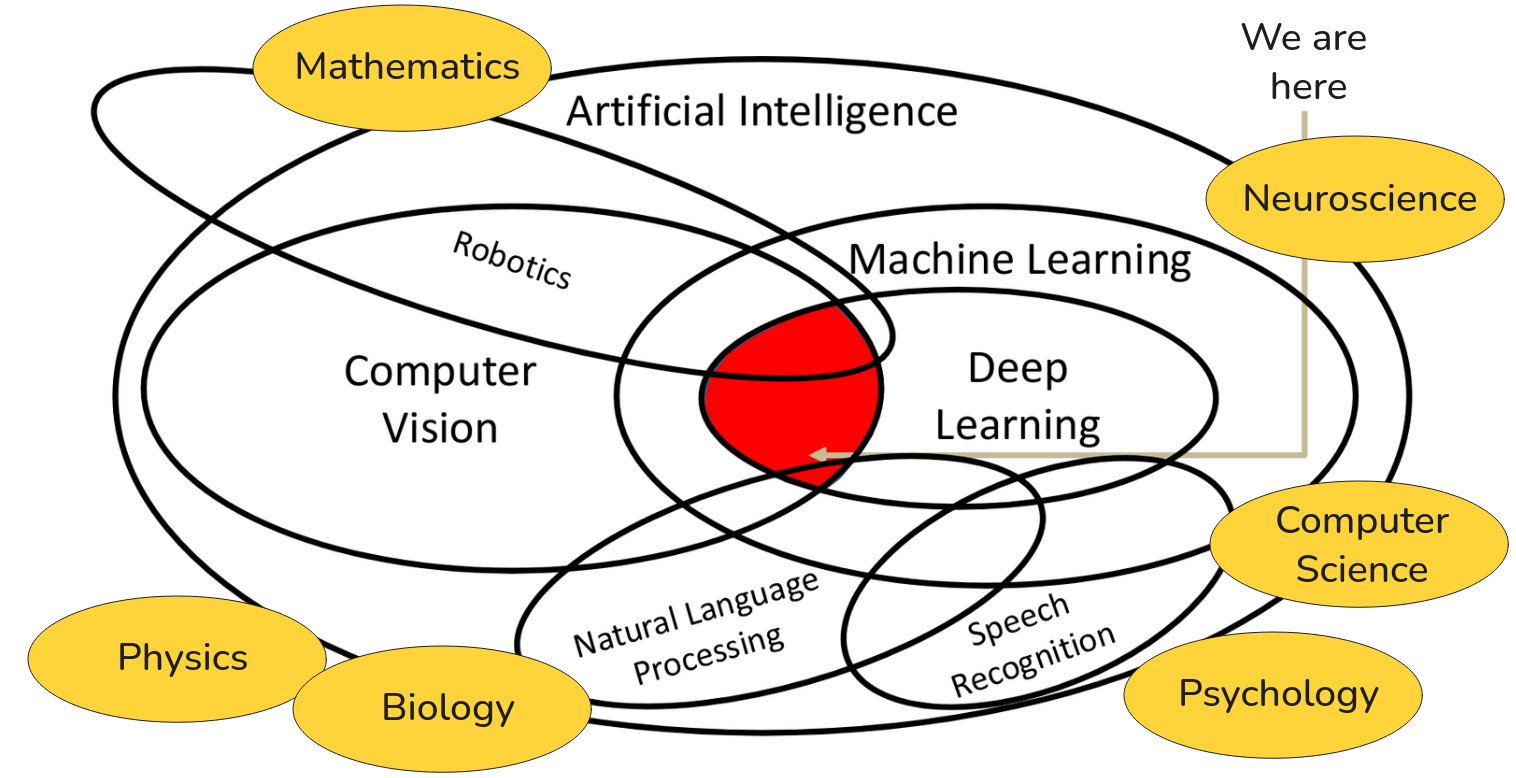 We are
here
Mathematics
Artificial Intelligence
Neuroscience
Robotics
Machine Learning
Computer
Vision
Deep
Learning
Computer
Science
Natural Language
Processing
Speech
Recognition
Physics
Biology
Psychology